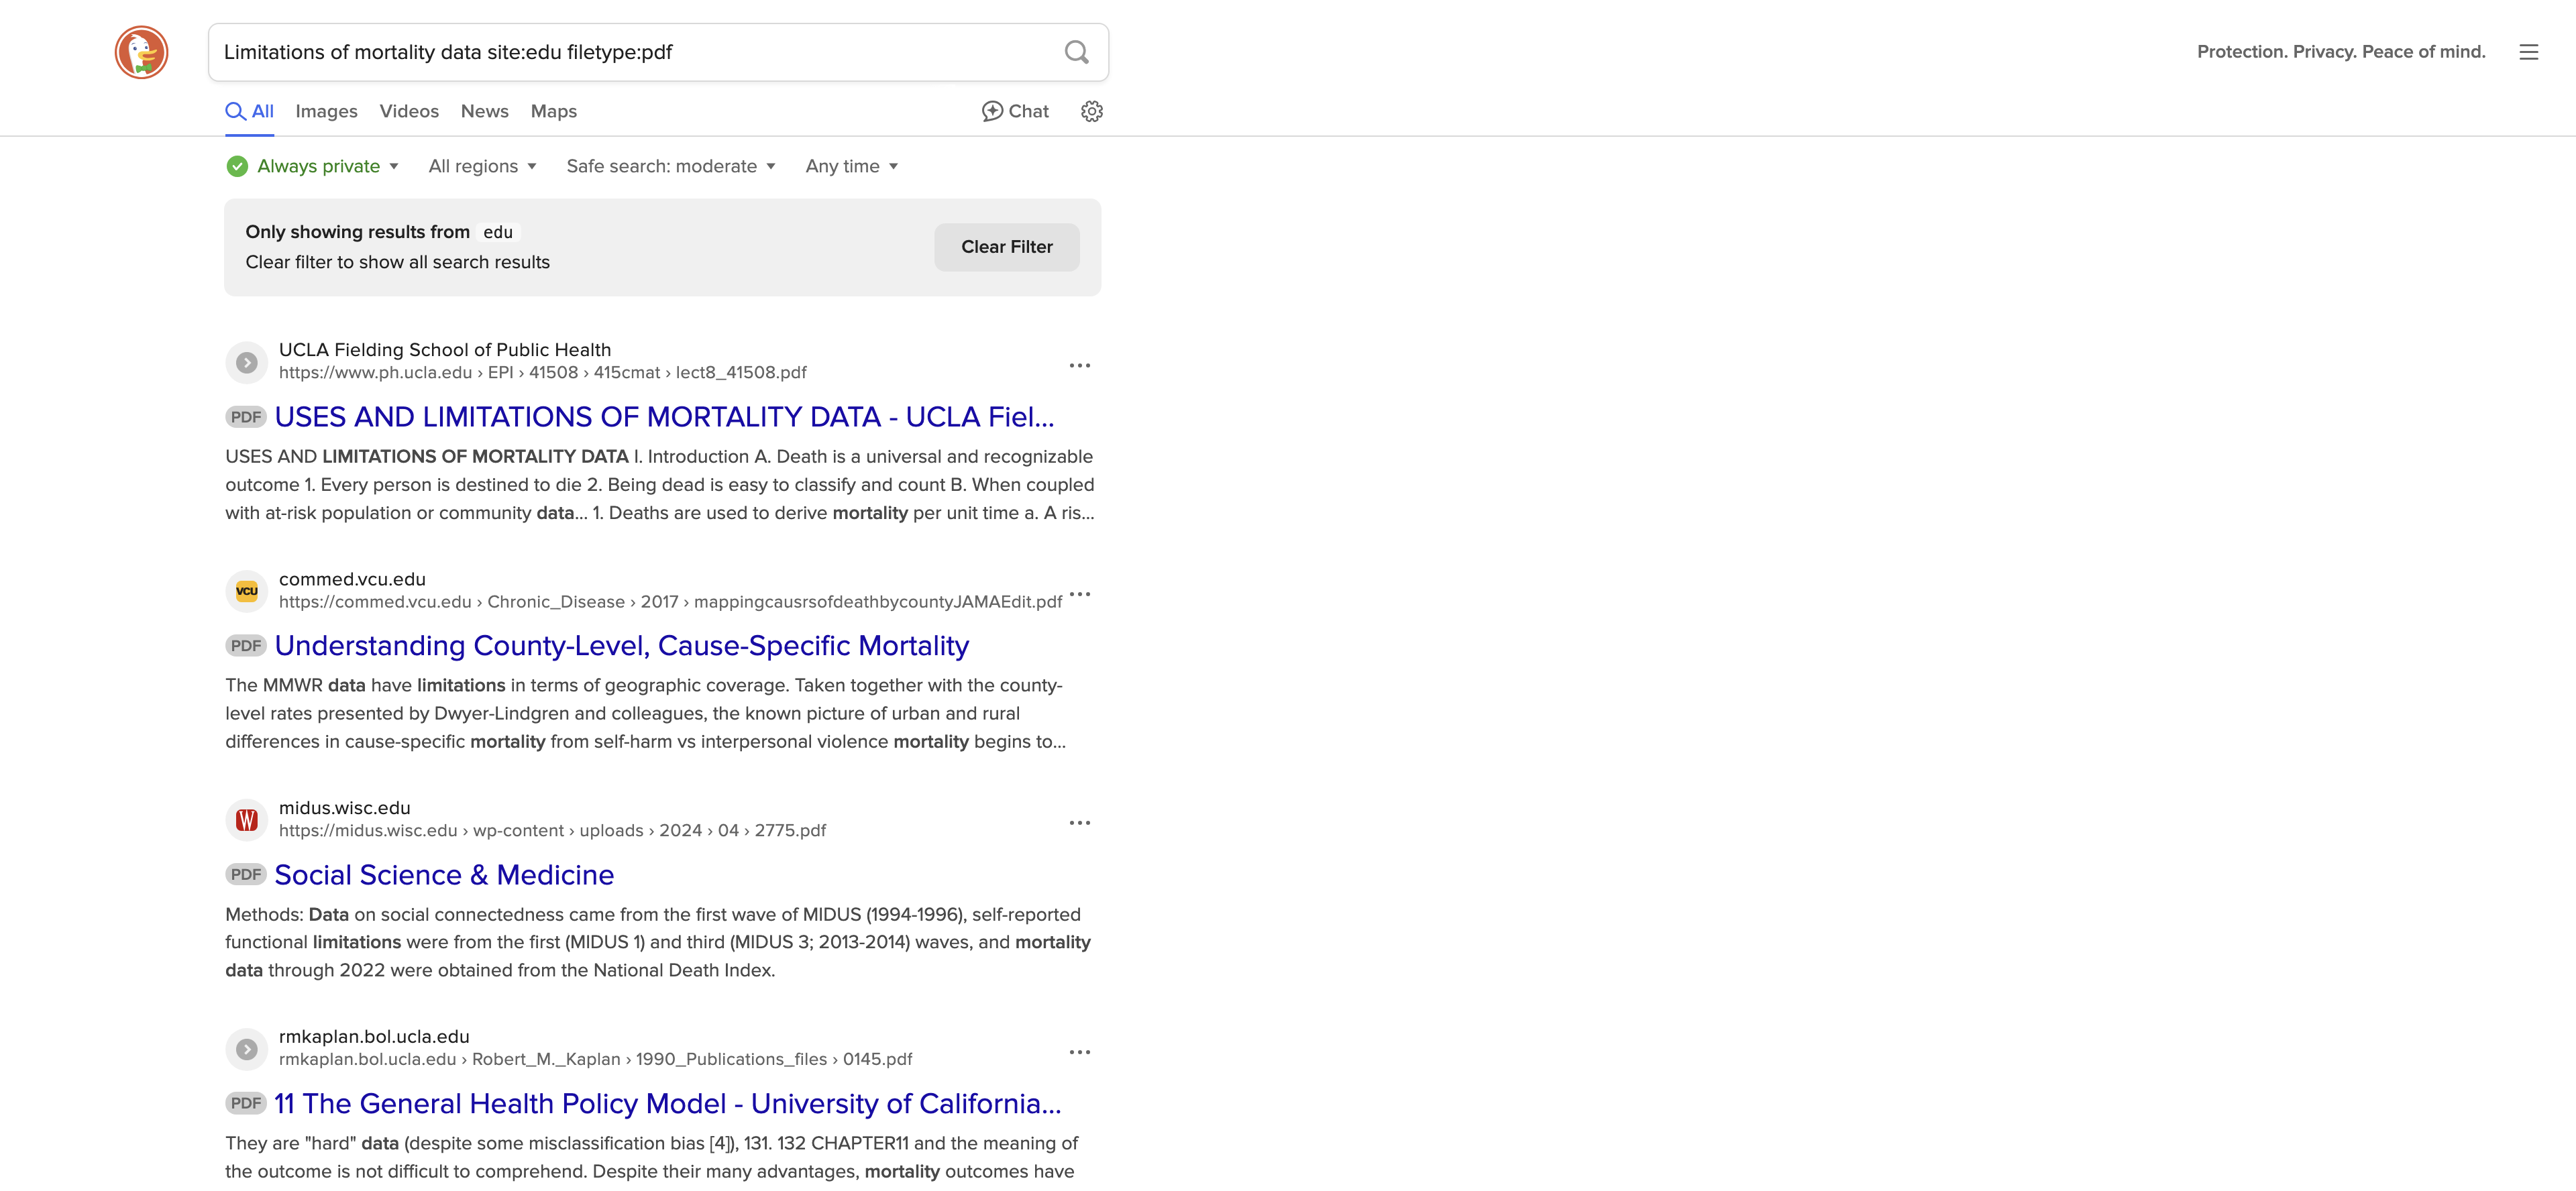 Limitations of mortality data site:edu filetype:pdf
Protection. Privacy. Peace of mind.
All Images Videos News Maps Chat
Always private All regions Safe search: moderate Any time
Only showing results from edu
Clear filter to show all search results
Clear Filter
UCLA Fielding School of Public Health
https://www.ph.ucla.edu › EPI › 41508 › 415cmat › lect8_41508.pdf
PDF USES AND LIMITATIONS OF MORTALITY DATA - UCLA Fiel...
USES AND LIMITATIONS OF MORTALITY DATA I. Introduction A. Death is a universal and recognizable
outcome 1. Every person is destined to die 2. Being dead is easy to classify and count B. When coupled
with at-risk population or community data... 1. Deaths are used to derive mortality per unit time a. A ris...
VCU
commed.vcu.edu
https://commed.vcu.edu › Chronic_Disease › 2017 › mappingcausrsofdeathbycountyJAMAEdit.pdf
PDF Understanding County-Level, Cause-Specific Mortality
The MMWR data have limitations in terms of geographic coverage. Taken together with the county-
level rates presented by Dwyer-Lindgren and colleagues, the known picture of urban and rural
differences in cause-specific mortality from self-harm vs interpersonal violence mortality begins to...
W
midus.wisc.edu
https://midus.wisc.edu › wp-content › uploads › 2024 › 04 › 2775.pdf
PDF Social Science & Medicine
Methods: Data on social connectedness came from the first wave of MIDUS (1994-1996), self-reported
functional limitations were from the first (MIDUS 1) and third (MIDUS 3; 2013-2014) waves, and mortality
data through 2022 were obtained from the National Death Index.
rmkaplan.bol.ucla.edu
rmkaplan.bol.ucla.edu › Robert_M._Kaplan › 1990_Publications_files › 0145.pdf
PDF 11 The General Health Policy Model - University of California...
They are "hard" data (despite some misclassification bias [4]), 131. 132 CHAPTER11 and the meaning of
the outcome is not difficult to comprehend. Despite their many advantages, mortality outcomes have